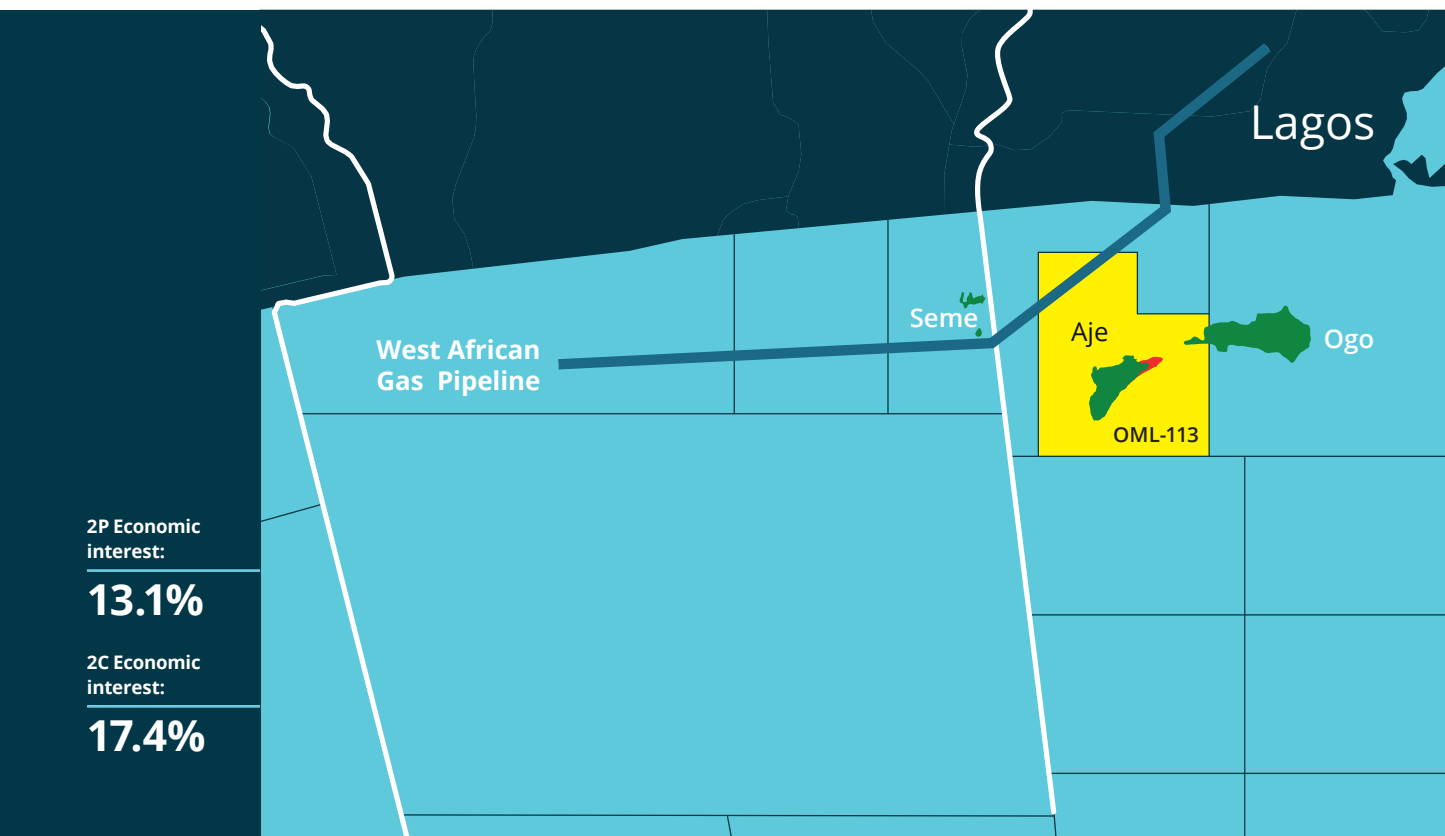 Lagos
Seme
West African
Gas Pipeline
Aje
Ogo
OML-113
2P Economic
interest:
13.1%
2C Economic
interest:
17.4%